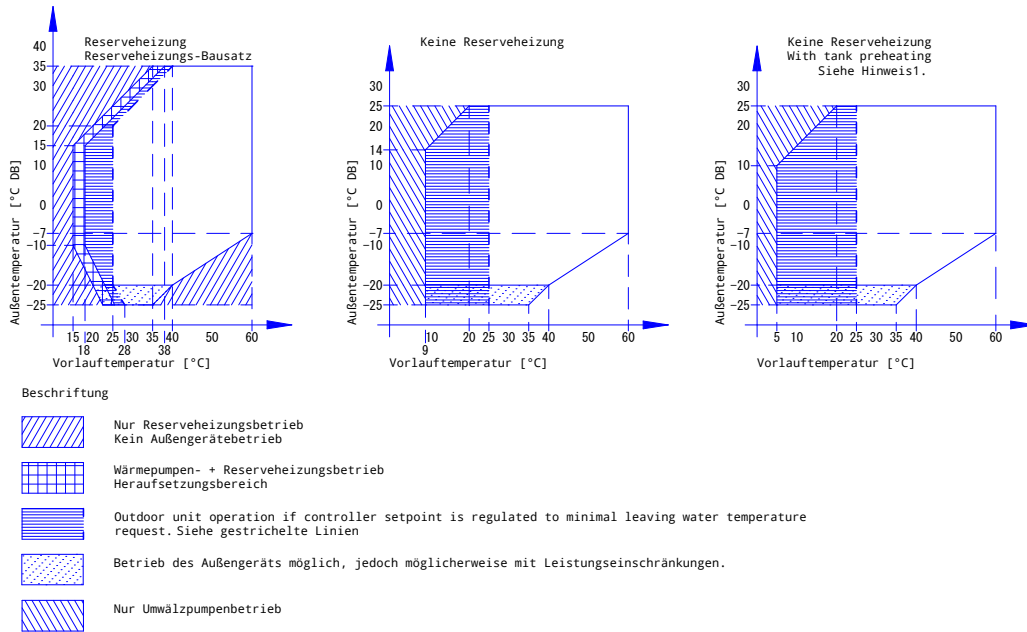 Reserveheizung
Reserveheizungs-Bausatz
40
35
30
20
15
10
0
-7
-10
-20
-25
Außentemperatur [°C DB]
15 20 25 30 35 40 50 60
18 28 38
Vorlauftemperatur [°C]
Keine Reserveheizung
30
25
20
14
10
0
-7
-10
-20
-25
Außentemperatur [°C DB]
10 20 25 30 35 40 50 60
9
Vorlauftemperatur [°C]
Keine Reserveheizung
With tank preheating
Siehe Hinweis1.
30
25
20
10
0
-7
-10
-20
-25
Außentemperatur [°C DB]
5 10 20 25 30 35 40 50 60
Vorlauftemperatur [°C]
Beschriftung
Nur Reserveheizungsbetrieb
Kein Außengerätebetrieb
Wärmepumpen- + Reserveheizungsbetrieb
Heraufsetzungsbereich
Outdoor unit operation if controller setpoint is regulated to minimal leaving water temperature
request. Siehe gestrichelte Linien
Betrieb des Außengeräts möglich, jedoch möglicherweise mit Leistungseinschränkungen.
Nur Umwälzpumpenbetrieb